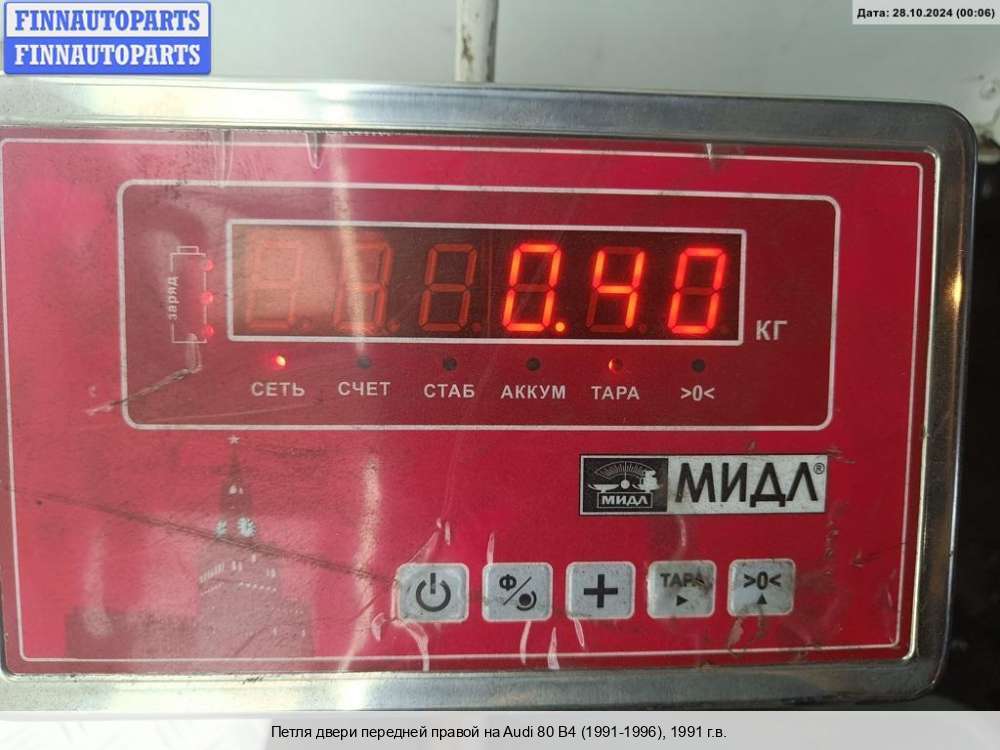 FINNAUTOPARTS
FINNAUTOPARTS
Дата: 28.10.2024 (00:06)
заряд
0.40
КГ
СЕТЬ СЧЕТ СТАБ АККУМ ТАРА >0<
МИДЛ МИДЛ®
Ф ТАРА >0<
Петля двери передней правой на Audi 80 B4 (1991-1996), 1991 г.в.